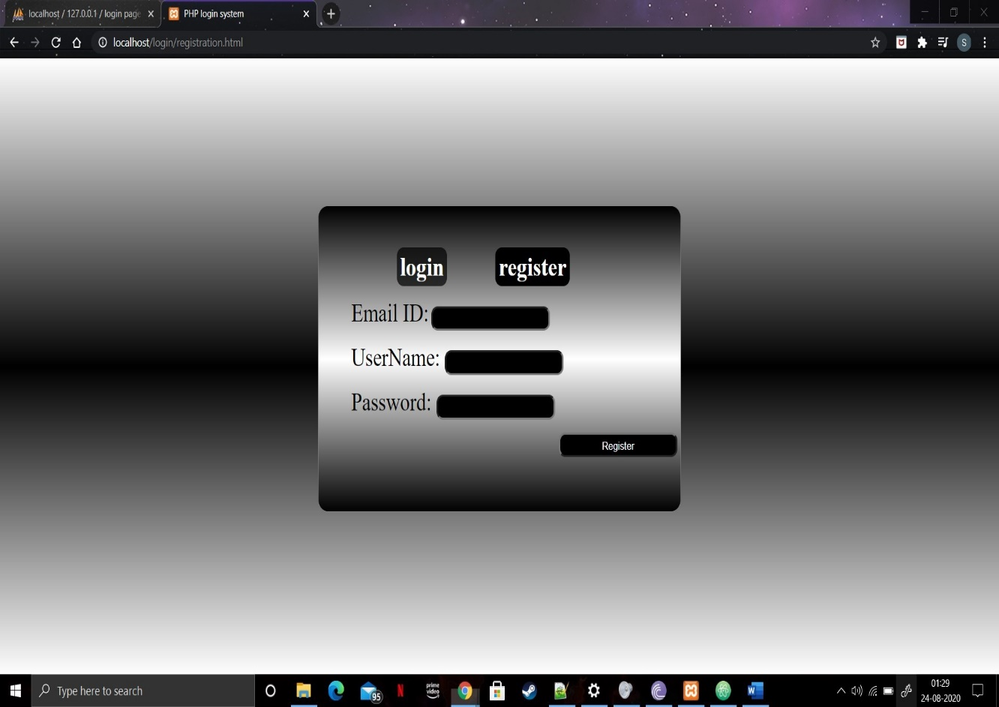 localhost / 127.0.0.1 / login page
PHP login system
localhost/login/registration.html
S
login
register
Email ID:
UserName:
Password:
Register
Type here to search
95
N
prime
video
W
01:29
24-08-2020